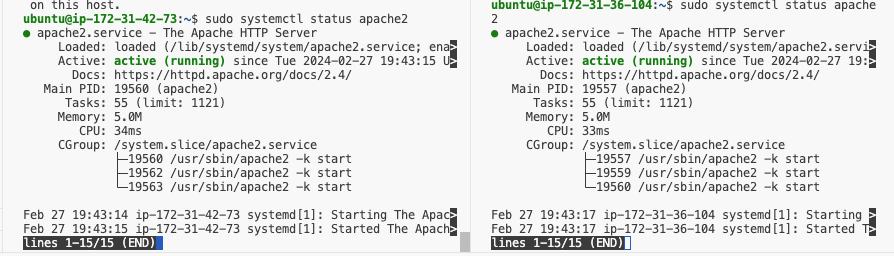 on this host.
ubuntu@ip-172-31-42-73:~$ sudo systemctl status apache2
● apache2.service - The Apache HTTP Server
Loaded: loaded (/lib/systemd/system/apache2.service; ena>
Active: active (running) since Tue 2024-02-27 19:43:15 U>
Docs: https://httpd.apache.org/docs/2.4/
Main PID: 19560 (apache2)
Tasks: 55 (limit: 1121)
Memory: 5.0M
CPU: 34ms
CGroup: /system.slice/apache2.service
├─19560 /usr/sbin/apache2 -k start
├─19562 /usr/sbin/apache2 -k start
└─19563 /usr/sbin/apache2 -k start
Feb 27 19:43:14 ip-172-31-42-73 systemd[1]: Starting The Apac>
Feb 27 19:43:15 ip-172-31-42-73 systemd[1]: Started The Apach>
lines 1-15/15 (END)
ubuntu@ip-172-31-36-104:~$ sudo systemctl status apache
2
● apache2.service - The Apache HTTP Server
Loaded: loaded (/lib/systemd/system/apache2.servi>
Active: active (running) since Tue 2024-02-27 19:>
Docs: https://httpd.apache.org/docs/2.4/
Main PID: 19557 (apache2)
Tasks: 55 (limit: 1121)
Memory: 5.0M
CPU: 33ms
CGroup: /system.slice/apache2.service
├─19557 /usr/sbin/apache2 -k start
├─19559 /usr/sbin/apache2 -k start
└─19560 /usr/sbin/apache2 -k start
Feb 27 19:43:17 ip-172-31-36-104 systemd[1]: Starting >
Feb 27 19:43:17 ip-172-31-36-104 systemd[1]: Started T>
lines 1-15/15 (END)